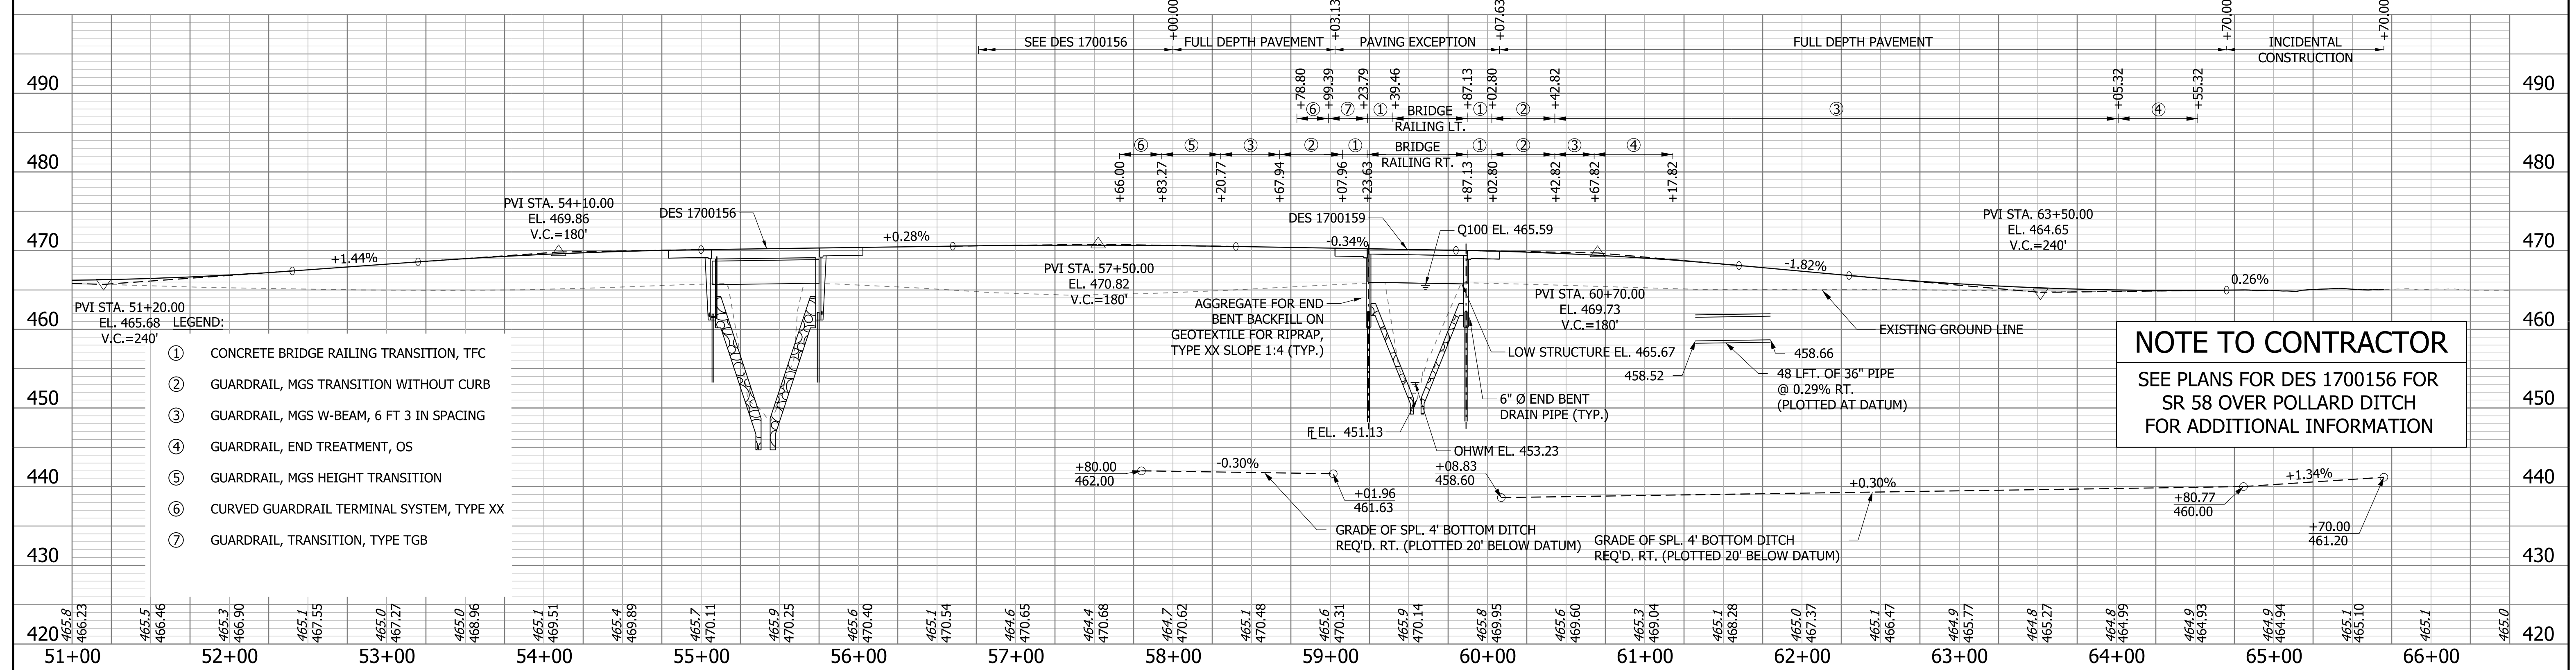 +00.00
+03.13
+07.63
+70.00
+70.00
SEE DES 1700156
FULL DEPTH PAVEMENT
PAVING EXCEPTION
FULL DEPTH PAVEMENT
INCIDENTAL
CONSTRUCTION
490
+78.80
+99.39
+23.79
+39.46
+87.13
+02.80
+42.82
+05.32
+55.32
490
⑥ ⑦ ① BRIDGE
RAILING LT.
① ② ③ ④
480
⑥ ⑤ ③ ② ① BRIDGE
RAILING RT.
① ② ③ ④
480
+66.00
+83.27
+20.77
+67.94
+07.96
+23.63
+87.13
+02.80
+42.82
+67.82
+17.82
PVI STA. 54+10.00
EL. 469.86
V.C.=180'
DES 1700156
DES 1700159
Q100 EL. 465.59
PVI STA. 63+50.00
EL. 464.65
V.C.=240'
470
+1.44%
+0.28%
-0.34%
-1.82%
0.26%
470
PVI STA. 51+20.00
EL. 465.68
V.C.=240'
PVI STA. 57+50.00
EL. 470.82
V.C.=180'
PVI STA. 60+70.00
EL. 469.73
V.C.=180'
AGGREGATE FOR END
BENT BACKFILL ON
GEOTEXTILE FOR RIPRAP,
TYPE XX SLOPE 1:4 (TYP.)
EXISTING GROUND LINE
460
460
LOW STRUCTURE EL. 465.67
458.66
458.52
48 LFT. OF 36" PIPE
@ 0.29% RT.
(PLOTTED AT DATUM)
6" Ø END BENT
DRAIN PIPE (TYP.)
NOTE TO CONTRACTOR
SEE PLANS FOR DES 1700156 FOR
SR 58 OVER POLLARD DITCH
FOR ADDITIONAL INFORMATION
LEGEND:
① CONCRETE BRIDGE RAILING TRANSITION, TFC
② GUARDRAIL, MGS TRANSITION WITHOUT CURB
③ GUARDRAIL, MGS W-BEAM, 6 FT 3 IN SPACING
④ GUARDRAIL, END TREATMENT, OS
⑤ GUARDRAIL, MGS HEIGHT TRANSITION
⑥ CURVED GUARDRAIL TERMINAL SYSTEM, TYPE XX
⑦ GUARDRAIL, TRANSITION, TYPE TGB
450
450
FL EL. 451.13
OHWM EL. 453.23
440
+80.00
462.00
-0.30%
+01.96
461.63
+08.83
458.60
+0.30%
+80.77
460.00
+1.34%
+70.00
461.20
440
GRADE OF SPL. 4' BOTTOM DITCH
REQ'D. RT. (PLOTTED 20' BELOW DATUM)
GRADE OF SPL. 4' BOTTOM DITCH
REQ'D. RT. (PLOTTED 20' BELOW DATUM)
430
430
420
465.8
466.23
465.5
466.46
465.3
466.90
465.1
467.55
465.0
467.27
465.0
468.96
465.1
469.51
465.4
469.89
465.7
470.11
465.9
470.25
465.6
470.40
465.1
470.54
464.6
470.65
464.4
470.68
464.7
470.62
465.1
470.48
465.6
470.31
465.9
470.14
465.8
469.95
465.6
469.60
465.3
469.04
465.1
468.28
465.0
467.37
465.1
466.47
464.9
465.77
464.8
465.27
464.8
464.99
464.9
464.93
464.9
464.94
465.1
465.10
465.1
465.0
420
51+00 52+00 53+00 54+00 55+00 56+00 57+00 58+00 59+00 60+00 61+00 62+00 63+00 64+00 65+00 66+00